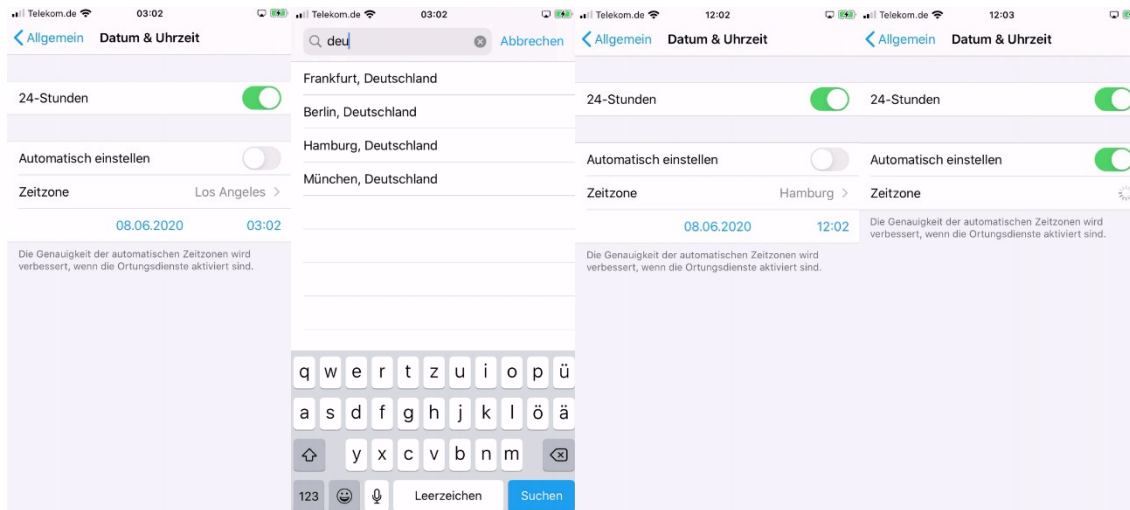 Telekom.de 03:02
Allgemein Datum & Uhrzeit
24-Stunden
Automatisch einstellen
Zeitzone Los Angeles
08.06.2020 03:02
Die Genauigkeit der automatischen Zeitzonen wird
verbessert, wenn die Ortungsdienste aktiviert sind.
Telekom.de 03:02
deu Abbrechen
Frankfurt, Deutschland
Berlin, Deutschland
Hamburg, Deutschland
München, Deutschland
q w e r t z u i o p ü
a s d f g h j k l ö ä
y x c v b n m
123 Leerzeichen Suchen
Telekom.de 12:02
Allgemein Datum & Uhrzeit
24-Stunden
Automatisch einstellen
Zeitzone Hamburg
08.06.2020 12:02
Die Genauigkeit der automatischen Zeitzonen wird
verbessert, wenn die Ortungsdienste aktiviert sind.
Telekom.de 12:03
Allgemein Datum & Uhrzeit
24-Stunden
Automatisch einstellen
Zeitzone
Die Genauigkeit der automatischen Zeitzonen wird
verbessert, wenn die Ortungsdienste aktiviert sind.